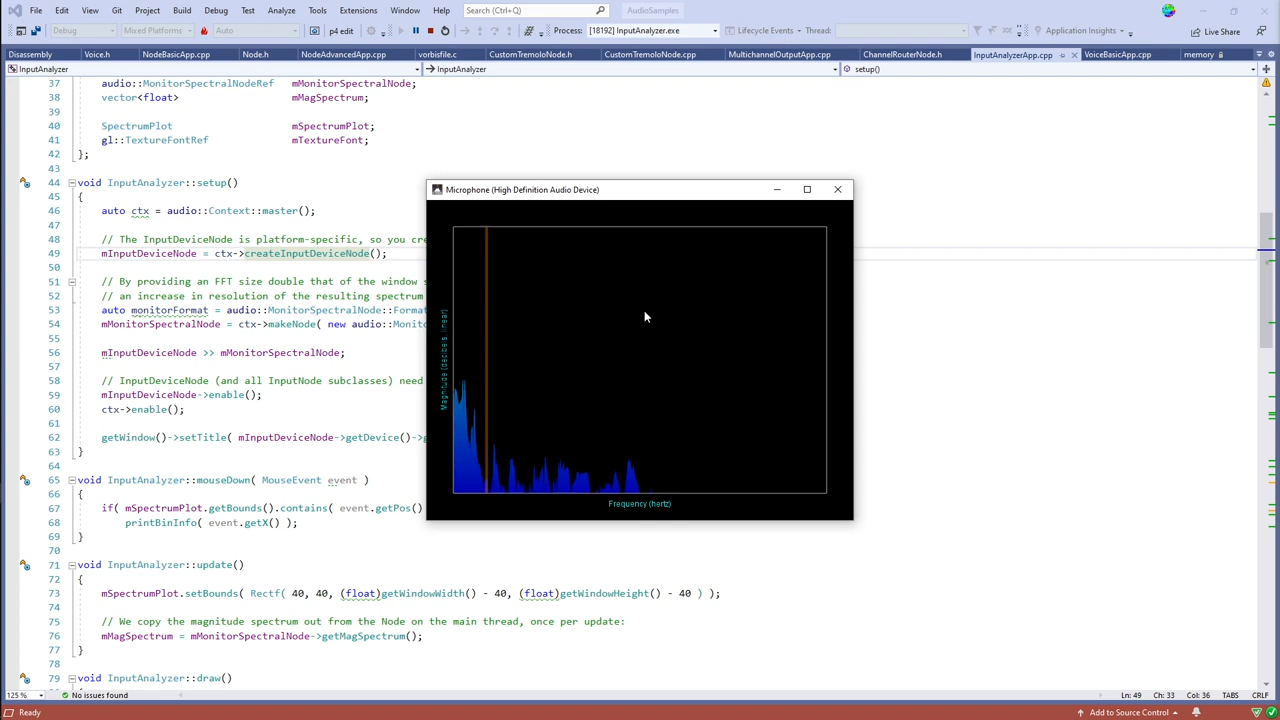 File Edit View Git Project Build Debug Test Analyze Tools Extensions Window Help Search (Ctrl+Q) AudioSamples
Debug Mixed Platforms Auto p4 edit Process: [18192] InputAnalyzer.exe Lifecycle Events Thread: Application Insights Live Share
Disassembly Voice.h NodeBasicApp.cpp Node.h NodeAdvancedApp.cpp vorbisfile.c CustomTremoloNode.h CustomTremoloNode.cpp MultichannelOutputApp.cpp ChannelRouterNode.h InputAnalyzerApp.cpp VoiceBasicApp.cpp memory
InputAnalyzer InputAnalyzer setup()
37 audio::MonitorSpectralNodeRef mMonitorSpectralNode;
38 vector<float> mMagSpectrum;
39
40 SpectrumPlot mSpectrumPlot;
41 gl::TextureFontRef mTextureFont;
42 };
43
44 void InputAnalyzer::setup()
45 {
46 auto ctx = audio::Context::master();
47
48 // The InputDeviceNode is platform-specific, so you cre
49 mInputDeviceNode = ctx->createInputDeviceNode();
50
51 // By providing an FFT size double that of the window s
52 // an increase in resolution of the resulting spectrum
53 auto monitorFormat = audio::MonitorSpectralNode::Forma
54 mMonitorSpectralNode = ctx->makeNode( new audio::Monit
55
56 mInputDeviceNode >> mMonitorSpectralNode;
57
58 // InputDeviceNode (and all InputNode subclasses) need
59 mInputDeviceNode->enable();
60 ctx->enable();
61
62 getWindow()->setTitle( mInputDeviceNode->getDevice()->g
63 }
64
65 void InputAnalyzer::mouseDown( MouseEvent event )
66 {
67 if( mSpectrumPlot.getBounds().contains( event.getPos()
68 printBinInfo( event.getX() );
69 }
70
71 void InputAnalyzer::update()
72 {
73 mSpectrumPlot.setBounds( Rectf( 40, 40, (float)getWindowWidth() - 40, (float)getWindowHeight() - 40 ) );
74
75 // We copy the magnitude spectrum out from the Node on the main thread, once per update:
76 mMagSpectrum = mMonitorSpectralNode->getMagSpectrum();
77 }
78
79 void InputAnalyzer::draw()
Microphone (High Definition Audio Device)
Magnitude (decibels, linear)
Frequency (hertz)
125 % No issues found Ln: 49 Ch: 33 Col: 36 TABS CRLF
Ready Add to Source Control